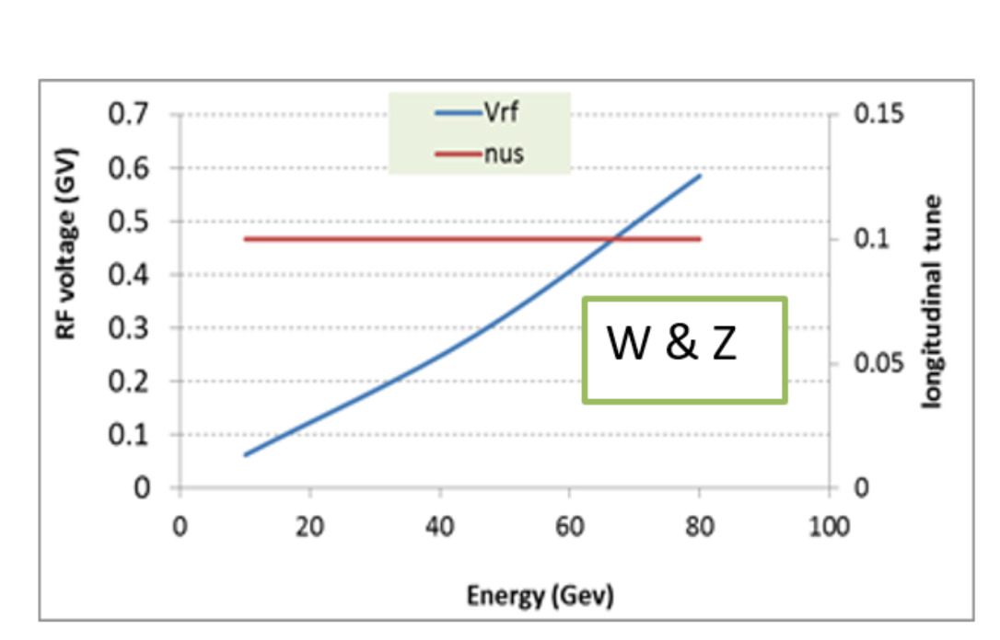 Vrf
nus
0.7
0.6
0.5
0.4
0.3
0.2
0.1
0
RF voltage (GV)
0.15
0.1
0.05
0
longitudinal tune
W & Z
0 20 40 60 80 100
Energy (Gev)